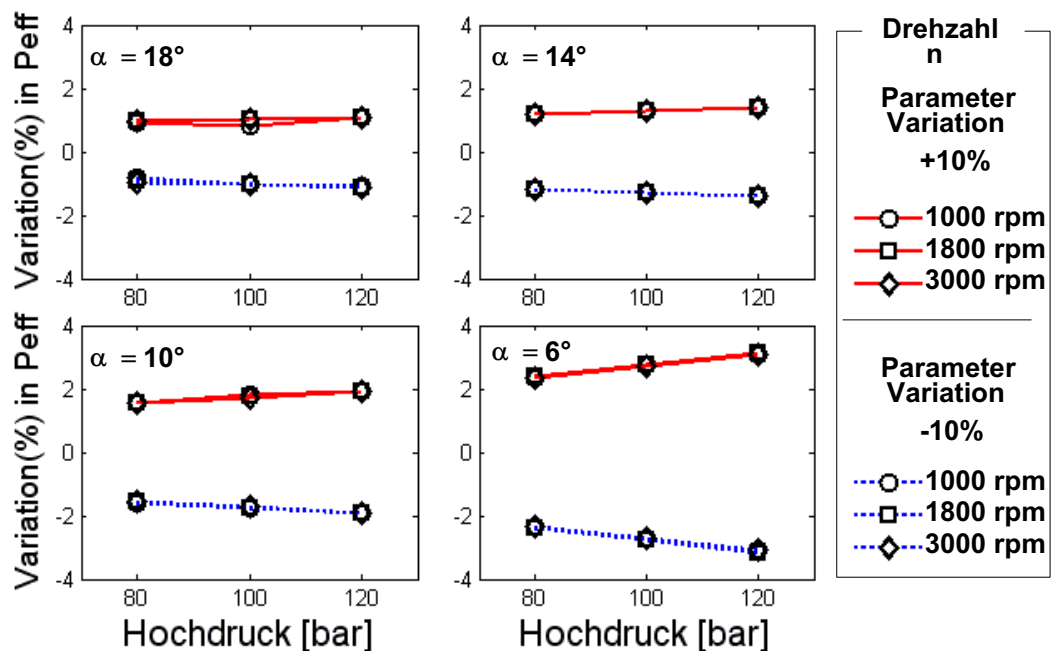 4
2
0
-2
-4
Variation(%) in Peff
α = 18°
80
100
120
4
2
0
-2
-4
α = 14°
80
100
120
4
2
0
-2
-4
Variation(%) in Peff
α = 10°
80
100
120
Hochdruck [bar]
4
2
0
-2
-4
α = 6°
80
100
120
Hochdruck [bar]
Drehzahl
n
Parameter
Variation
+10%
1000 rpm
1800 rpm
3000 rpm
Parameter
Variation
-10%
1000 rpm
1800 rpm
3000 rpm